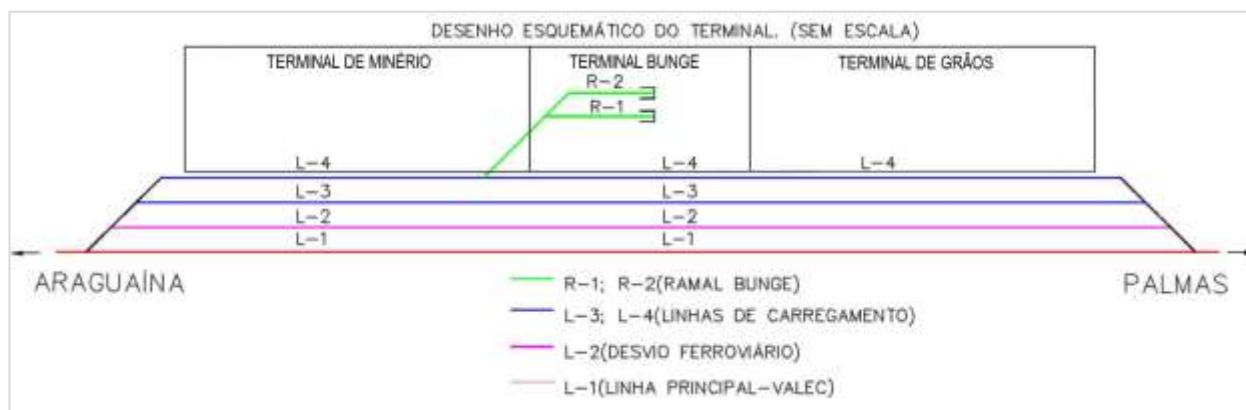 DESENHO ESQUEMÁTICO DO TERMINAL. (SEM ESCALA)
TERMINAL DE MINÉRIO TERMINAL BUNGE TERMINAL DE GRÃOS
R-2
R-1
L-4 L-4 L-4
L-3 L-3
L-2 L-2
L-1 L-1
ARAGUAÍNA PALMAS
R-1; R-2(RAMAL BUNGE)
L-3; L-4(LINHAS DE CARREGAMENTO)
L-2(DESVIO FERROVIÁRIO)
L-1(LINHA PRINCIPAL-VALEC)